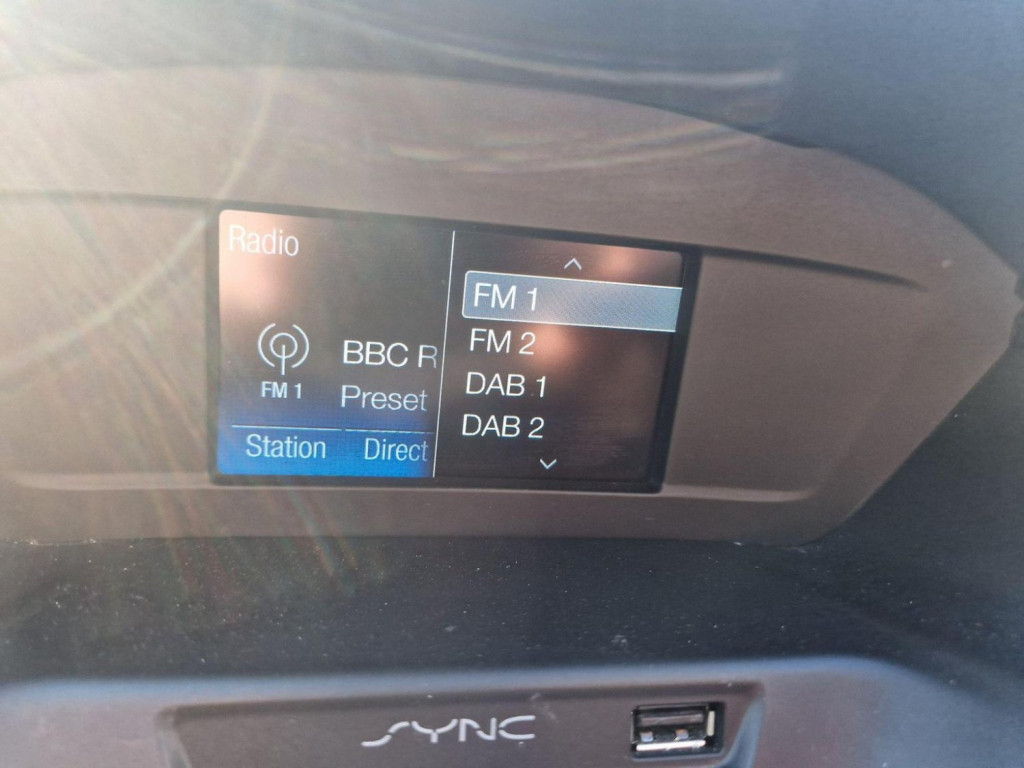 Radio
FM 1
BBC R
Preset
Station Direct
FM 1
FM 2
DAB 1
DAB 2
SYNC